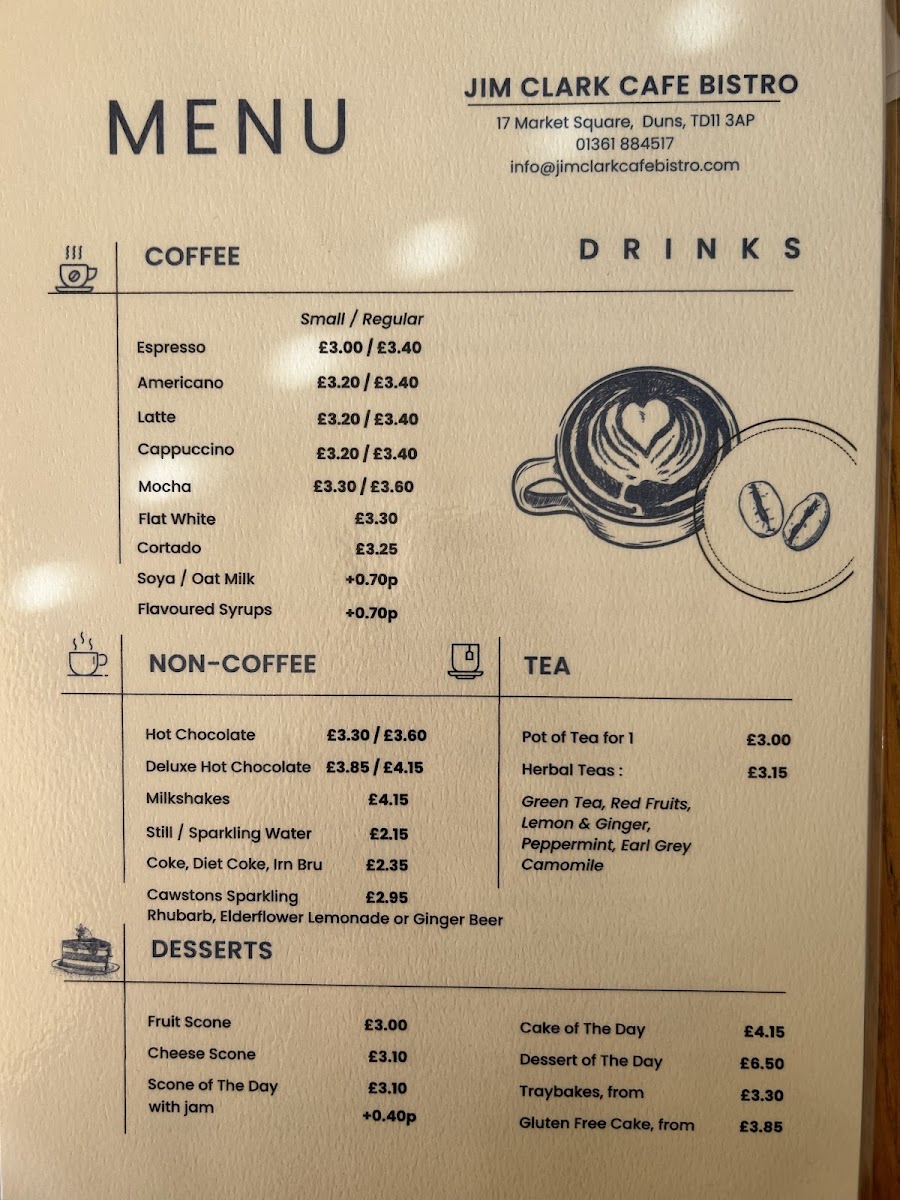 MENU
JIM CLARK CAFE BISTRO
17 Market Square, Duns, TD11 3AP
01361 884517
info@jimclarkcafebistro.com
COFFEE
DRINKS
Small / Regular
Espresso £3.00 / £3.40
Americano £3.20 / £3.40
Latte £3.20 / £3.40
Cappuccino £3.20 / £3.40
Mocha £3.30 / £3.60
Flat White £3.30
Cortado £3.25
Soya / Oat Milk +0.70p
Flavoured Syrups +0.70p
NON-COFFEE
Hot Chocolate £3.30 / £3.60
Deluxe Hot Chocolate £3.85 / £4.15
Milkshakes £4.15
Still / Sparkling Water £2.15
Coke, Diet Coke, Irn Bru £2.35
Cawstons Sparkling £2.95
Rhubarb, Elderflower Lemonade or Ginger Beer
TEA
Pot of Tea for 1 £3.00
Herbal Teas : £3.15
Green Tea, Red Fruits,
Lemon & Ginger,
Peppermint, Earl Grey
Camomile
DESSERTS
Fruit Scone £3.00
Cheese Scone £3.10
Scone of The Day £3.10
with jam +0.40p
Cake of The Day £4.15
Dessert of The Day £6.50
Traybakes, from £3.30
Gluten Free Cake, from £3.85